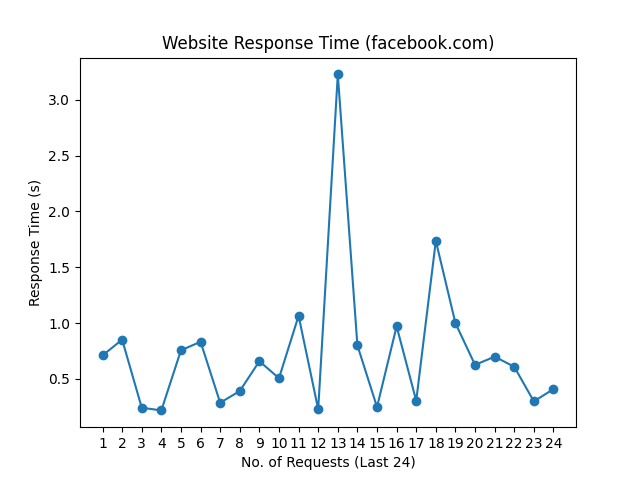 Website Response Time (facebook.com)
3.0
2.5
2.0
1.5
1.0
0.5
Response Time (s)
1 2 3 4 5 6 7 8 9 10 11 12 13 14 15 16 17 18 19 20 21 22 23 24
No. of Requests (Last 24)